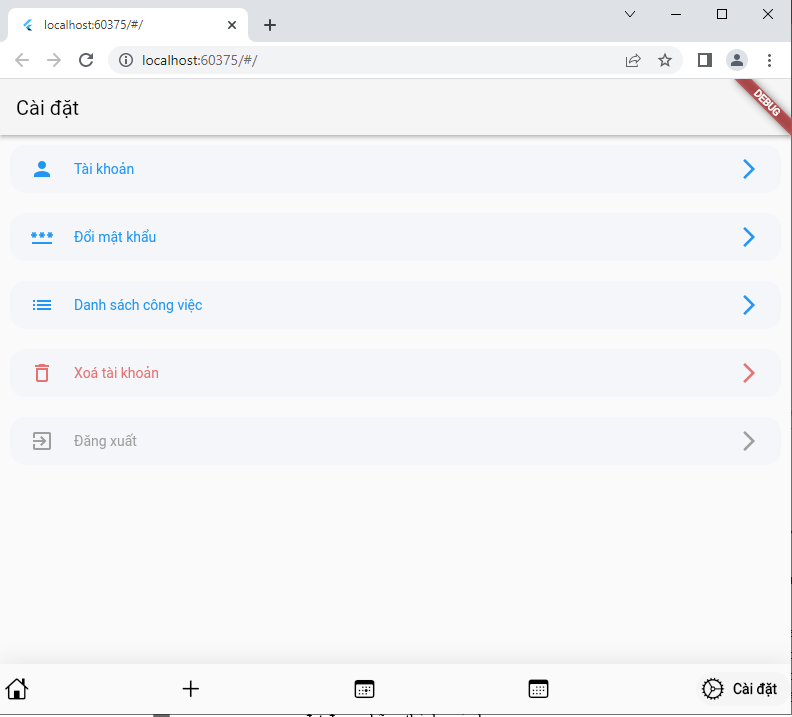 localhost:60375/#/
localhost:60375/#/
Cài đặt
DEBUG
Tài khoản
Đổi mật khẩu
Danh sách công việc
Xoá tài khoản
Đăng xuất
Cài đặt